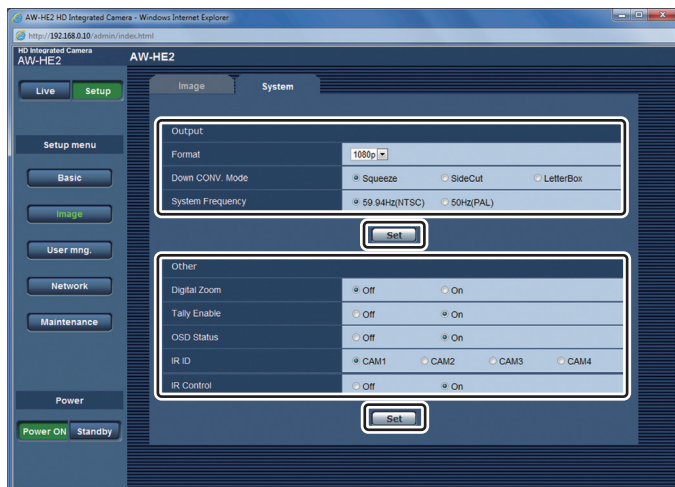 AW-HE2 HD Integrated Camera - Windows Internet Explorer
http://192.168.0.10/admin/index.html
HD Integrated Camera
AW-HE2
AW-HE2
Live Setup
Image System
Output
Format 1080p
Down CONV. Mode Squeeze SideCut LetterBox
System Frequency 59.94Hz(NTSC) 50Hz(PAL)
Set
Setup menu
Basic
Image
User mng.
Network
Maintenance
Other
Digital Zoom Off On
Tally Enable Off On
OSD Status Off On
IR ID CAM1 CAM2 CAM3 CAM4
IR Control Off On
Set
Power
Power ON Standby